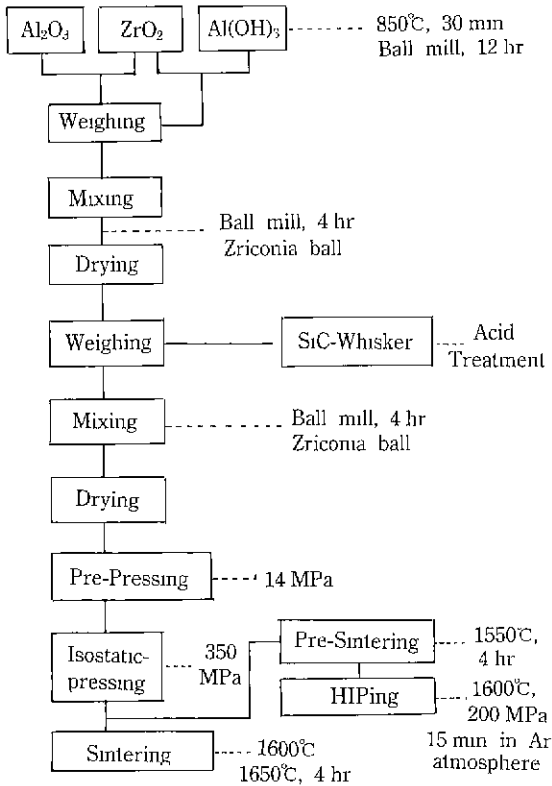 Al₂O₃ ZrO₂ Al(OH)₃ 850℃, 30 min
Ball mill, 12 hr
Weighing
Mixing
Ball mill, 4 hr
Zriconia ball
Drying
Weighing SiC-Whisker Acid
Treatment
Mixing Ball mill, 4 hr
Zriconia ball
Drying
Pre-Pressing 14 MPa
Isostatic-
pressing
350
MPa
Pre-Sintering 1550℃,
4 hr
HIPing 1600℃,
200 MPa
15 min in Ar
atmosphere
Sintering 1600℃
1650℃, 4 hr